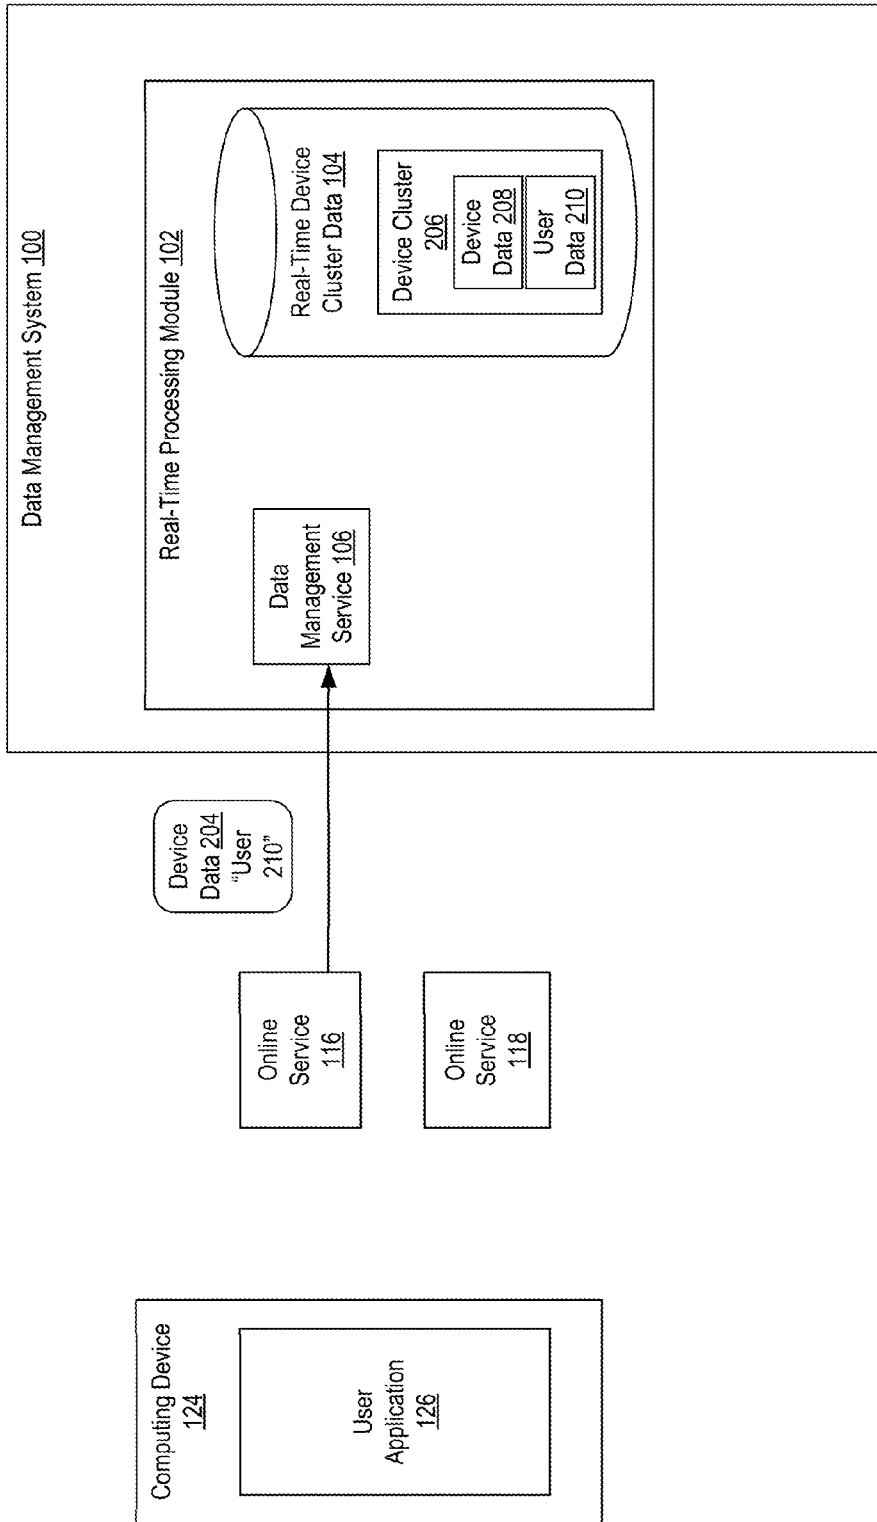 Data Management System 100
Real-Time Processing Module 102
Real-Time Device
Cluster Data 104
Device Cluster
206
Device
Data 208
User
Data 210
Data
Management
Service 106
Device
Data 204
"User
210"
Online
Service
116
Online
Service
118
Computing Device
124
User
Application
126